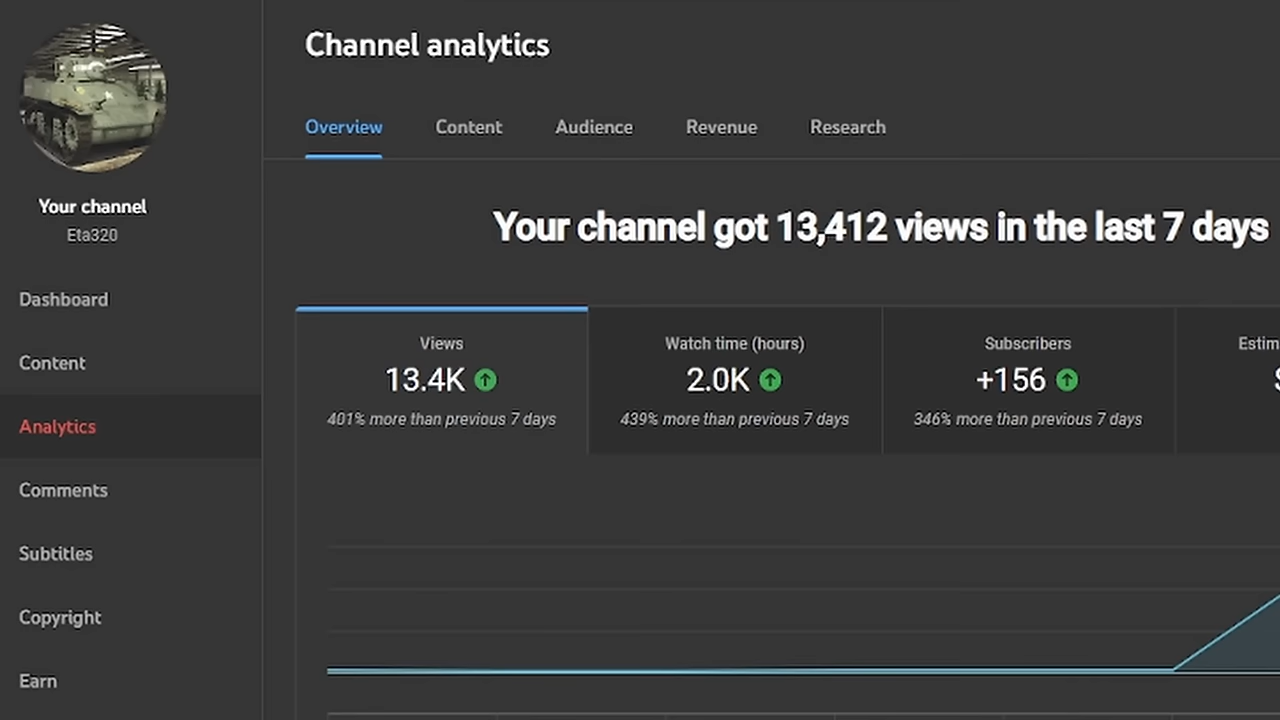 Channel analytics
Overview Content Audience Revenue Research
Your channel
Eta320
Dashboard
Content
Analytics
Comments
Subtitles
Copyright
Earn
Your channel got 13,412 views in the last 7 days
Views
13.4K
401% more than previous 7 days
Watch time (hours)
2.0K
439% more than previous 7 days
Subscribers
+156
346% more than previous 7 days
Estim